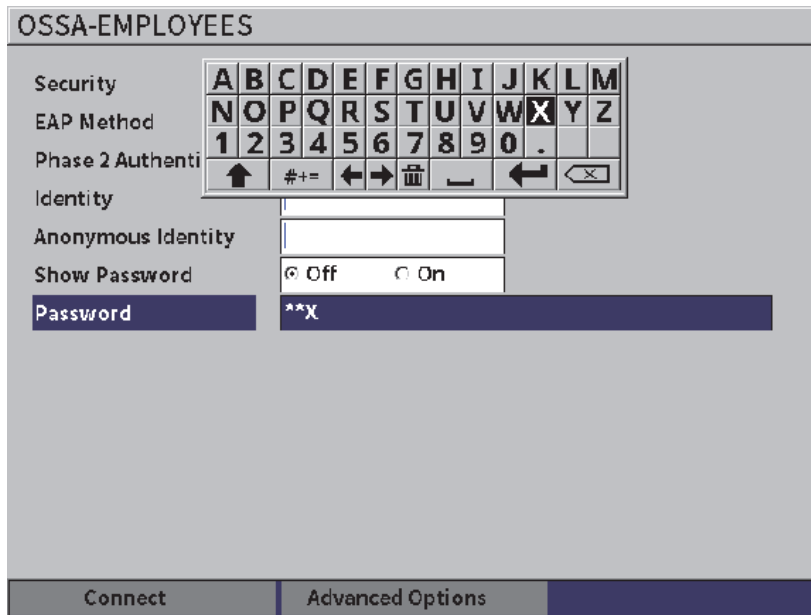 OSSA-EMPLOYEES
Security
A B C D E F G H I J K L M
EAP Method
N O P Q R S T U V W X Y Z
1 2 3 4 5 6 7 8 9 0 .
Phase 2 Authenti
#+=
Identity
Anonymous Identity
Show Password Off On
Password **X
Connect Advanced Options